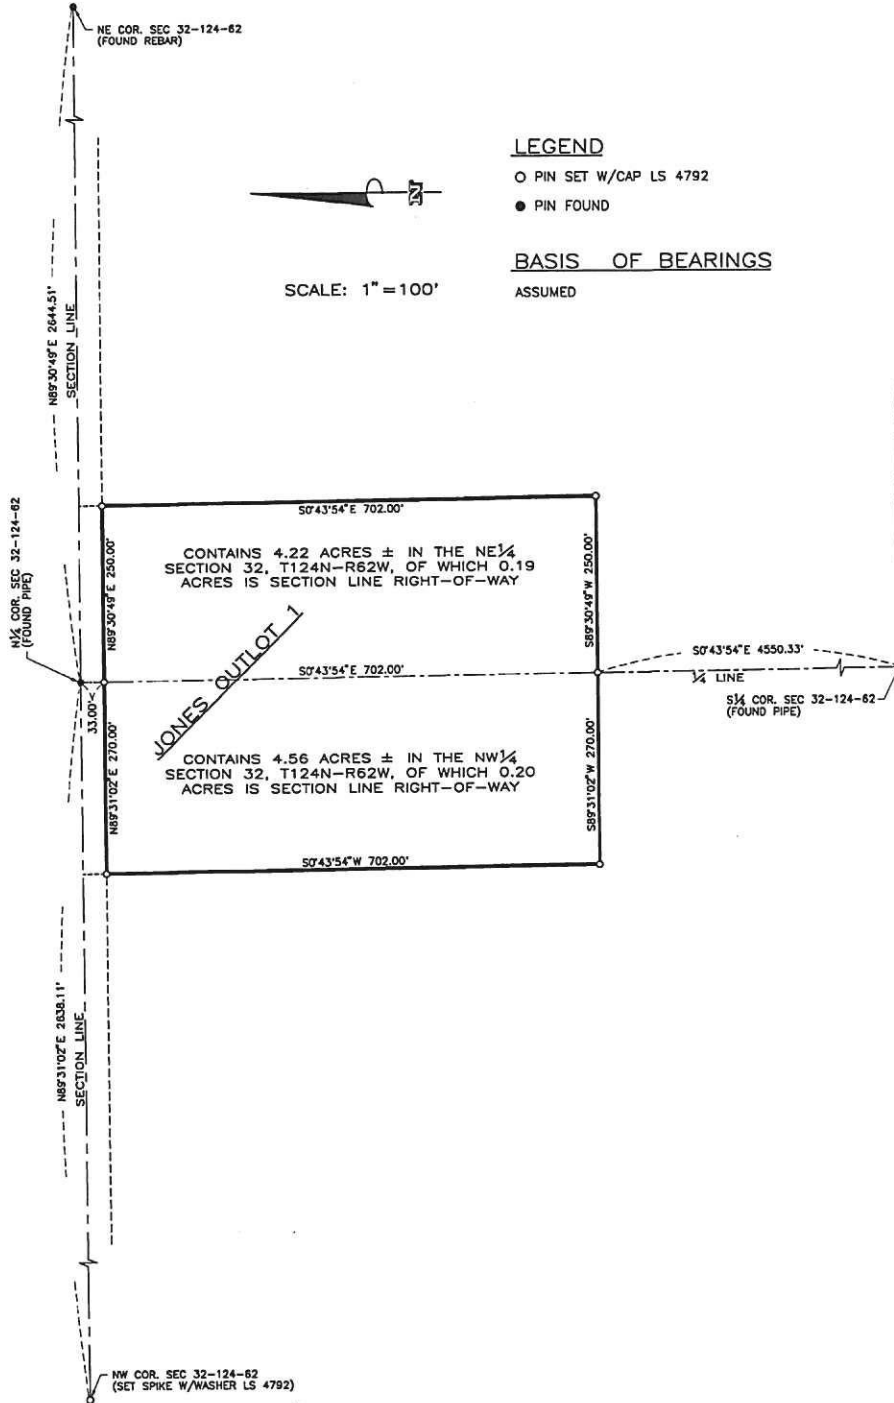 NE COR. SEC 32-124-62
(FOUND REBAR)
LEGEND
PIN SET W/CAP LS 4792
PIN FOUND
N
SCALE: 1"=100'
BASIS OF BEARINGS
ASSUMED
N89°30'49"E 2644.51'
SECTION LINE
N¼ COR. SEC 32-124-62
(FOUND PIPE)
S0°43'54"E 702.00'
N89°30'49"E 250.00'
CONTAINS 4.22 ACRES ± IN THE NE¼
SECTION 32, T124N-R62W, OF WHICH 0.19
ACRES IS SECTION LINE RIGHT-OF-WAY
S89°30'49"W 250.00'
JONES OUTLOT 1
S0°43'54"E 702.00'
S0°43'54"E 4550.33'
¼ LINE
S¼ COR. SEC 32-124-62
(FOUND PIPE)
33.00'
N89°31'02"E 270.00'
CONTAINS 4.56 ACRES ± IN THE NW¼
SECTION 32, T124N-R62W, OF WHICH 0.20
ACRES IS SECTION LINE RIGHT-OF-WAY
S89°31'02"W 270.00'
S0°43'54"W 702.00'
N89°31'02"E 2638.11'
SECTION LINE
NW COR. SEC 32-124-62
(SET SPIKE W/WASHER LS 4792)